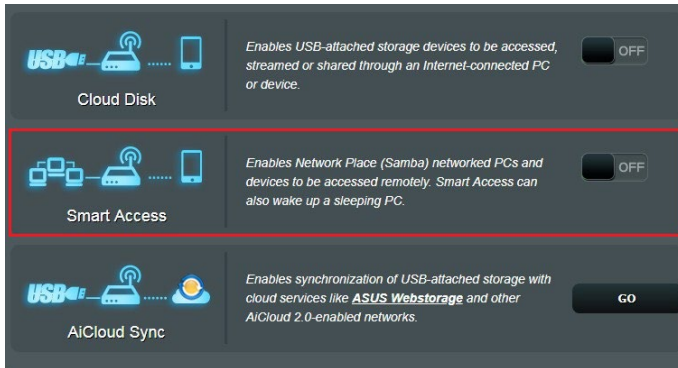 USB
Cloud Disk
Enables USB-attached storage devices to be accessed,
streamed or shared through an Internet-connected PC
or device.
OFF
Smart Access
Enables Network Place (Samba) networked PCs and
devices to be accessed remotely. Smart Access can
also wake up a sleeping PC.
OFF
USB
AiCloud Sync
Enables synchronization of USB-attached storage with
cloud services like ASUS Webstorage and other
AiCloud 2.0-enabled networks.
GO